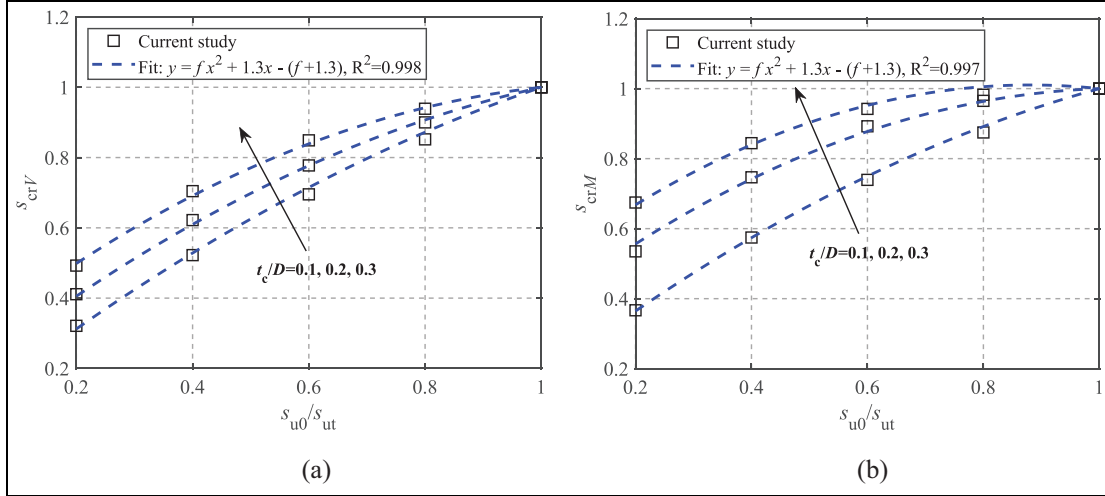 1.2
1
0.8
0.6
0.4
0.2
s_crV
Current study
Fit: y = f x² + 1.3x - (f+1.3), R²=0.998
t_c/D=0.1, 0.2, 0.3
0.2 0.4 0.6 0.8 1
s_u0/s_ut
(a)
1.2
1
0.8
0.6
0.4
0.2
s_crM
Current study
Fit: y = f x² + 1.3x - (f+1.3), R²=0.997
t_c/D=0.1, 0.2, 0.3
0.2 0.4 0.6 0.8 1
s_u0/s_ut
(b)